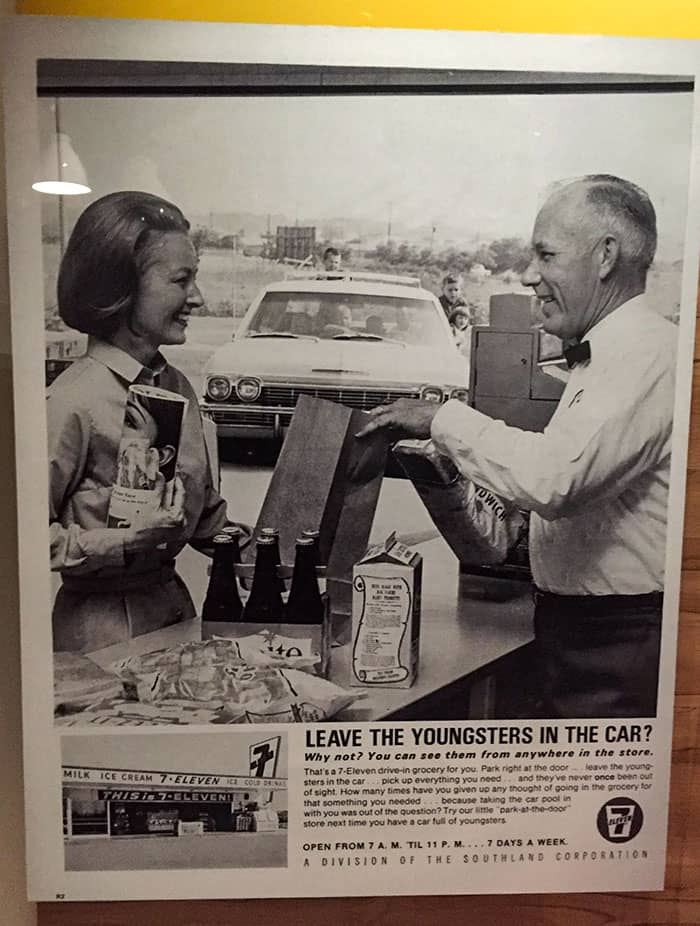 DWICH
LEAVE THE YOUNGSTERS IN THE CAR?
Why not? You can see them from anywhere in the store.
That's a 7-Eleven drive-in grocery for you. Park right at the door ... leave the young-
sters in the car ... pick up everything you need ... and they've never once been out
of sight. How many times have you given up any thought of going in the grocery for
that something you needed ... because taking the car pool in
with you was out of the question? Try our little "park-at-the-door"
store next time you have a car full of youngsters.
7
ELEVEN
OPEN FROM 7 A. M. 'TIL 11 P. M. . . . 7 DAYS A WEEK.
A DIVISION OF THE SOUTHLAND CORPORATION
7
MILK ICE CREAM 7-ELEVEN ICE COLD DRINKS
THIS is 7-ELEVEN!
R2